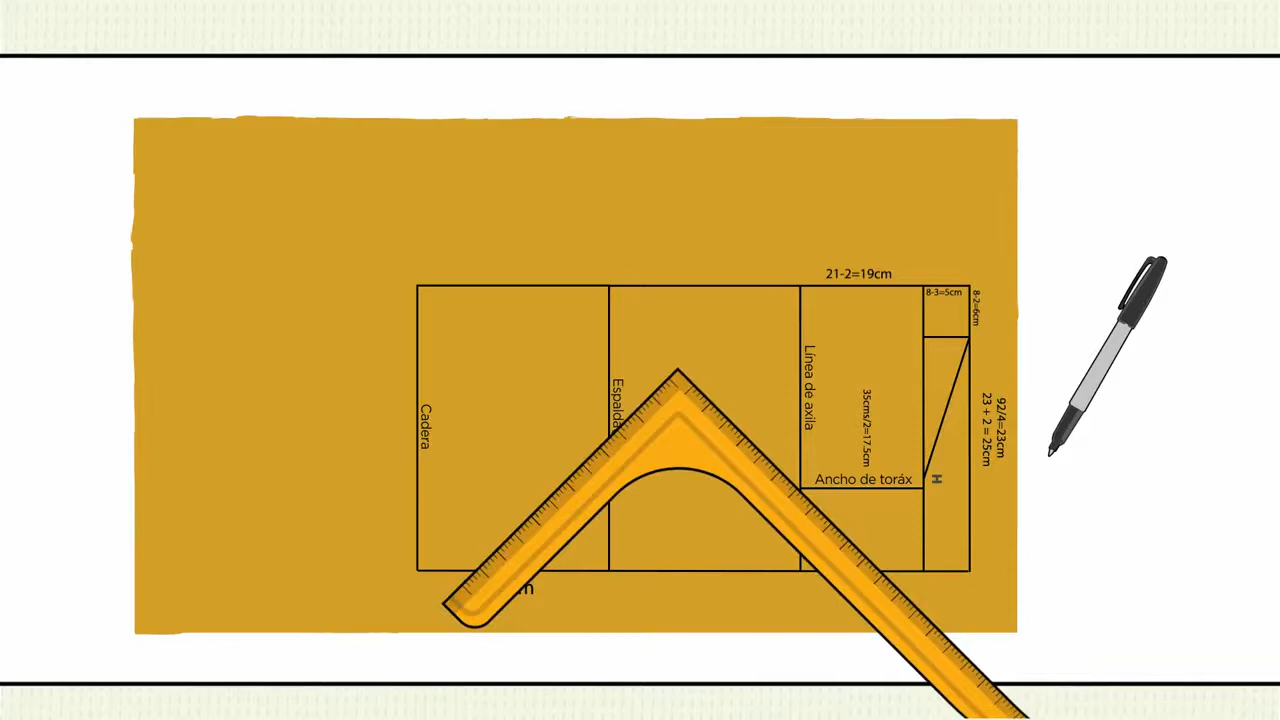 21-2=19cm
8-3=5cm
8-2=6cm
Línea de axila
35cms/2=17.5cm
92/4=23cm
23 + 2 = 25cm
Espalda
Cadera
Ancho de toráx
H